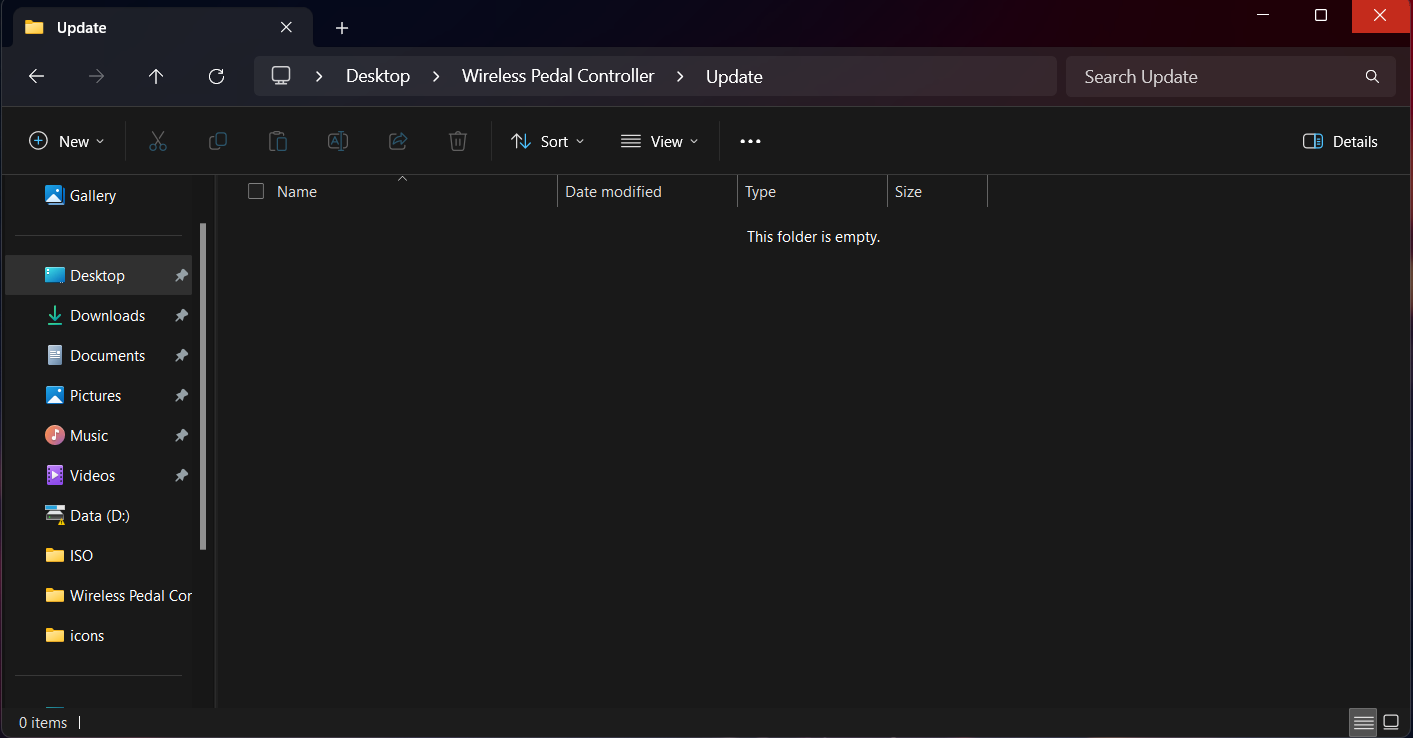 Update
Desktop Wireless Pedal Controller Update Search Update
New Sort View Details
Gallery
Name Date modified Type Size
This folder is empty.
Desktop
Downloads
Documents
Pictures
Music
Videos
Data (D:)
ISO
Wireless Pedal Cor
icons
0 items